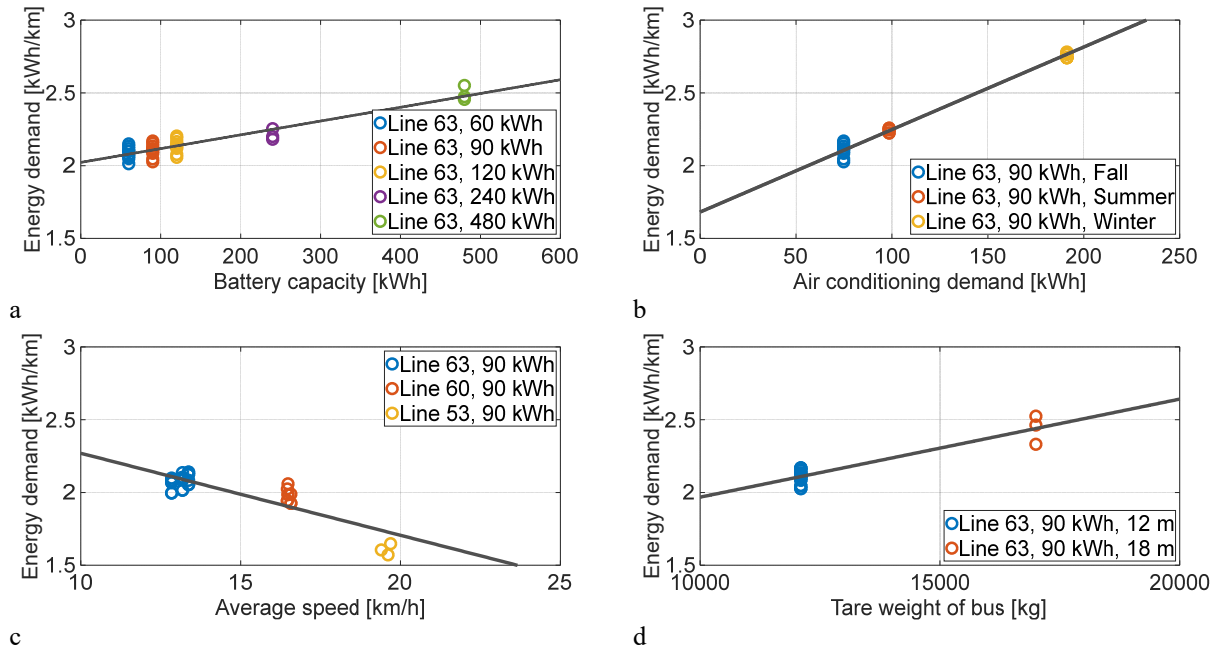 3
2.5
2
1.5
Energy demand [kWh/km]
Line 63, 60 kWh
Line 63, 90 kWh
Line 63, 120 kWh
Line 63, 240 kWh
Line 63, 480 kWh
0 100 200 300 400 500 600
Battery capacity [kWh]
a
3
2.5
2
1.5
Energy demand [kWh/km]
Line 63, 90 kWh, Fall
Line 63, 90 kWh, Summer
Line 63, 90 kWh, Winter
0 50 100 150 200 250
Air conditioning demand [kWh]
b
3
2.5
2
1.5
Energy demand [kWh/km]
Line 63, 90 kWh
Line 60, 90 kWh
Line 53, 90 kWh
10 15 20 25
Average speed [km/h]
c
3
2.5
2
1.5
Energy demand [kWh/km]
Line 63, 90 kWh, 12 m
Line 63, 90 kWh, 18 m
10000 15000 20000
Tare weight of bus [kg]
d